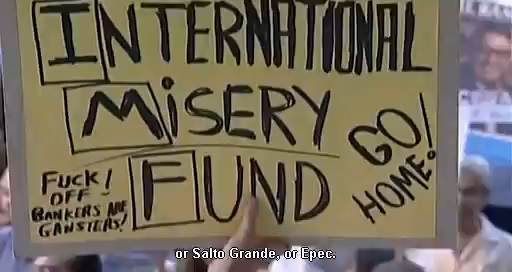 INTERNATIONAL
MiSERY
FUND
GO!
HOME!
FUCK!
OFF -
BANKERS ARE
GANSTERS!
or Salto Grande, or Epec.